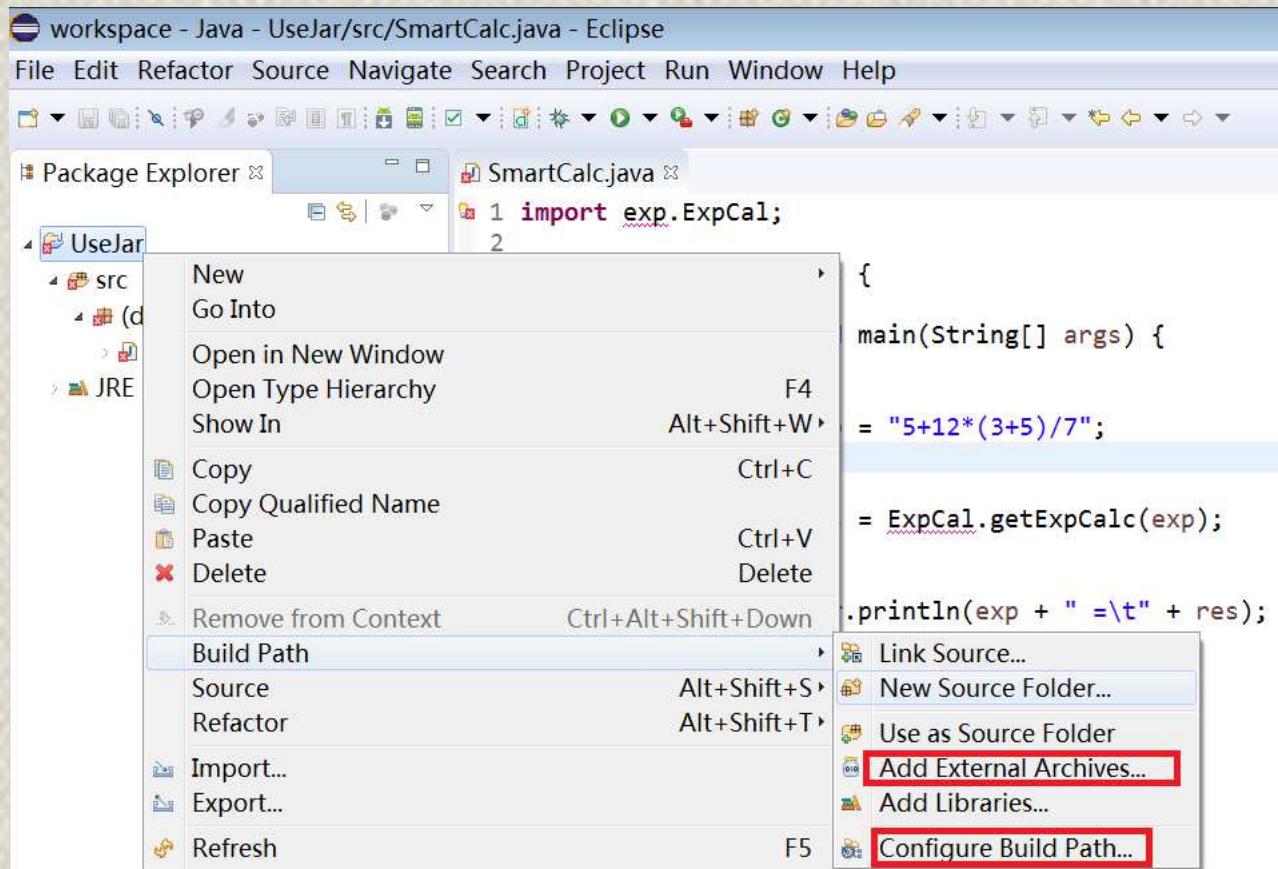 workspace - Java - UseJar/src/SmartCalc.java - Eclipse
File Edit Refactor Source Navigate Search Project Run Window Help
Package Explorer
SmartCalc.java
1 import exp.ExpCal;
2
UseJar
src
(d
JRE
{
main(String[] args) {
= "5+12*(3+5)/7";
= ExpCal.getExpCalc(exp);
.println(exp + " =\t" + res);
New
Go Into
Open in New Window
Open Type Hierarchy F4
Show In Alt+Shift+W
Copy Ctrl+C
Copy Qualified Name
Paste Ctrl+V
Delete Delete
Remove from Context Ctrl+Alt+Shift+Down
Build Path
Source Alt+Shift+S
Refactor Alt+Shift+T
Import...
Export...
Refresh F5
Link Source...
New Source Folder...
Use as Source Folder
Add External Archives...
Add Libraries...
Configure Build Path...